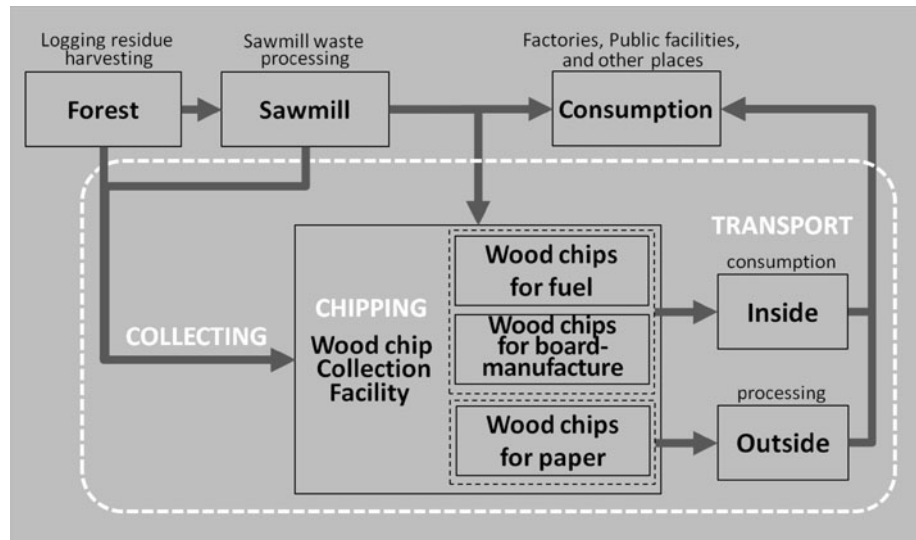 Logging residue
harvesting
Forest
Sawmill waste
processing
Sawmill
Factories, Public facilities,
and other places
Consumption
COLLECTING
CHIPPING
Wood chip
Collection
Facility
Wood chips
for fuel
Wood chips
for board-
manufacture
Wood chips
for paper
TRANSPORT
consumption
Inside
processing
Outside